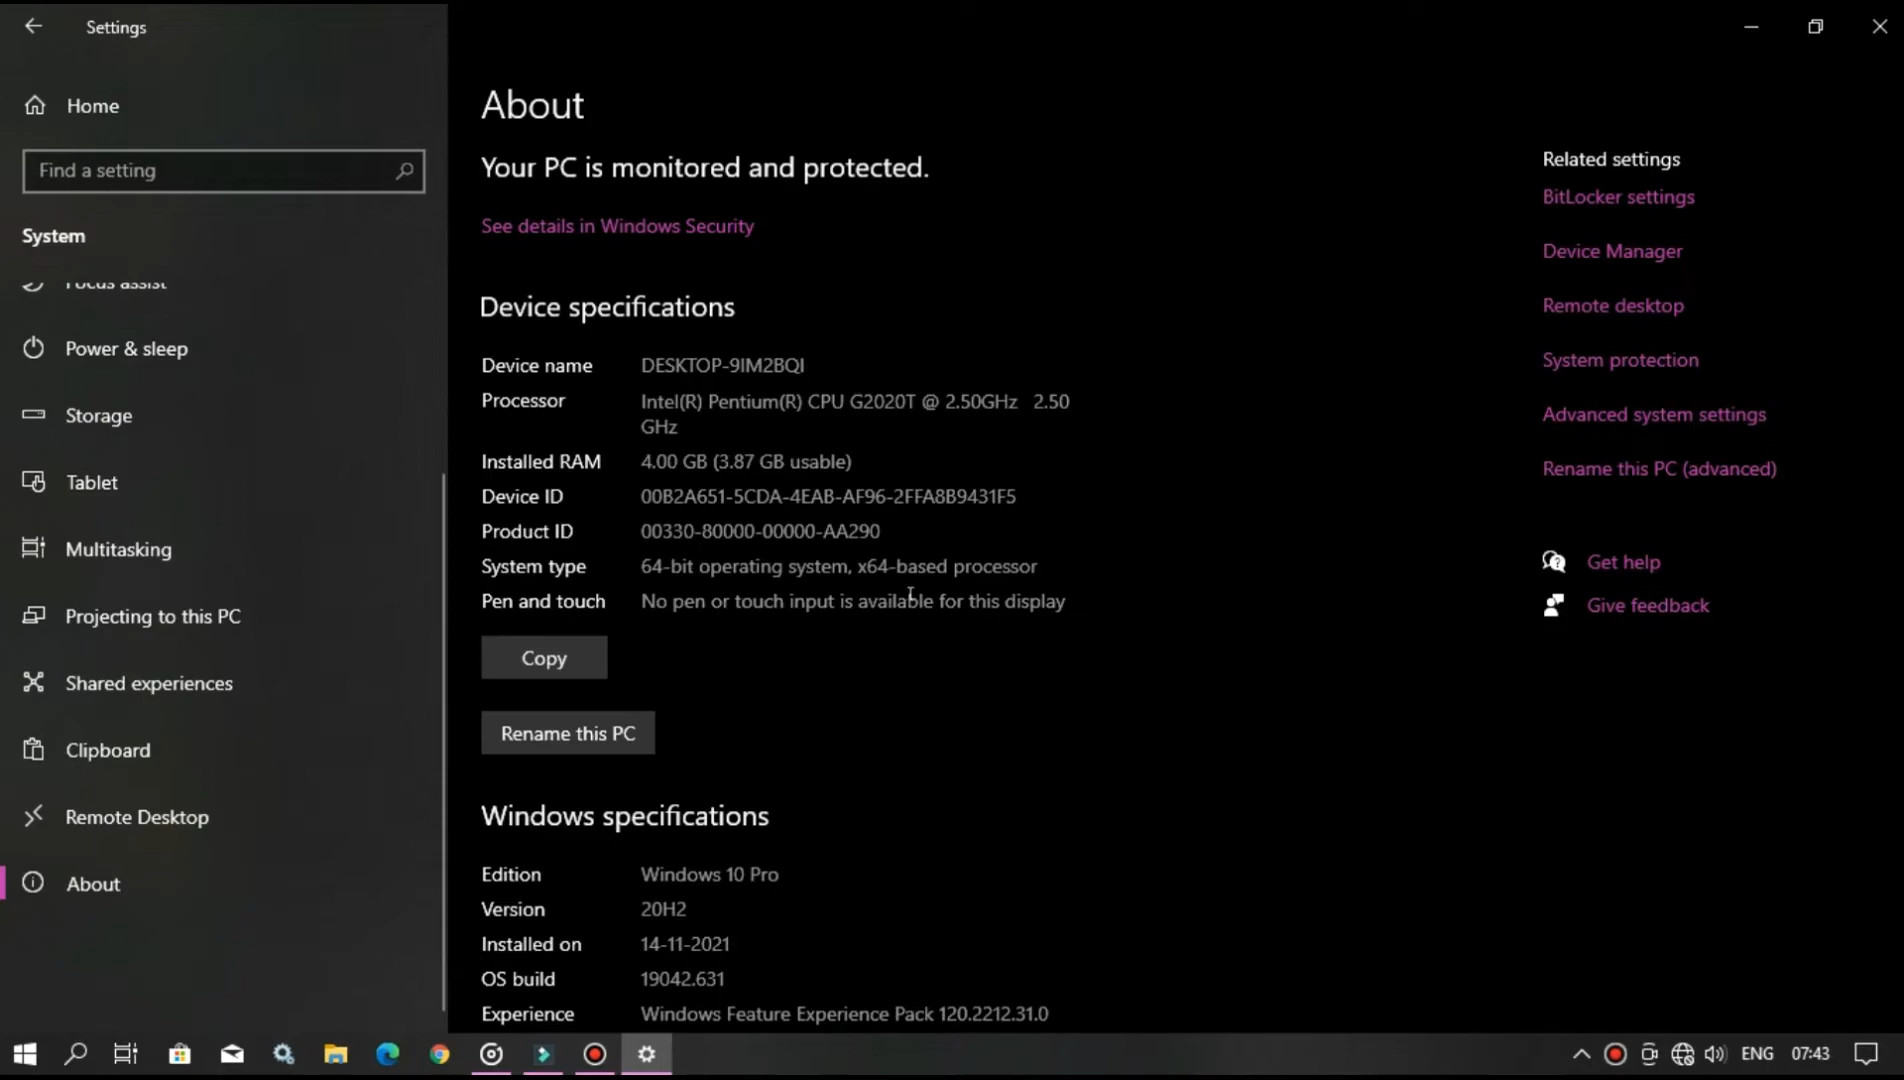 Settings
Home
Find a setting
System
Focus assist
Power & sleep
Storage
Tablet
Multitasking
Projecting to this PC
Shared experiences
Clipboard
Remote Desktop
About
About
Your PC is monitored and protected.
See details in Windows Security
Device specifications
Device name DESKTOP-9IM2BQI
Processor Intel(R) Pentium(R) CPU G2020T @ 2.50GHz 2.50
GHz
Installed RAM 4.00 GB (3.87 GB usable)
Device ID 00B2A651-5CDA-4EAB-AF96-2FFA8B9431F5
Product ID 00330-80000-00000-AA290
System type 64-bit operating system, x64-based processor
Pen and touch No pen or touch input is available for this display
Copy
Rename this PC
Windows specifications
Edition Windows 10 Pro
Version 20H2
Installed on 14-11-2021
OS build 19042.631
Experience Windows Feature Experience Pack 120.2212.31.0
Related settings
BitLocker settings
Device Manager
Remote desktop
System protection
Advanced system settings
Rename this PC (advanced)
Get help
Give feedback
ENG 07:43